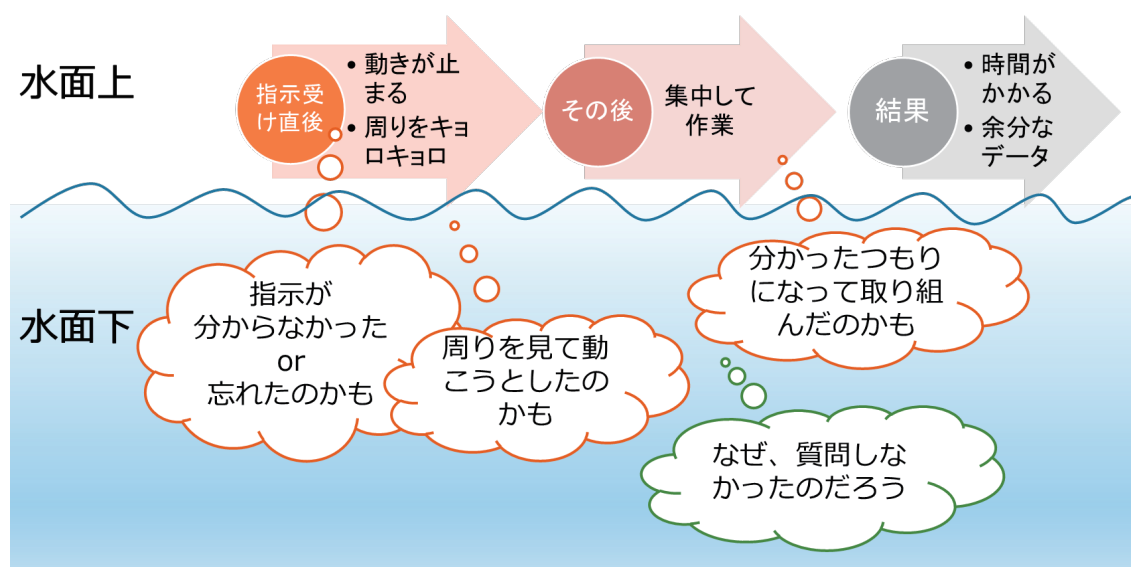 水面上
指示受
け直後
• 動きが止
まる
• 周りをキョ
ロキョロ
その後
集中して
作業
結果
• 時間が
かかる
• 余分な
データ
水面下
指示が
分からなかった
or
忘れたのかも
周りを見て動
こうとしたの
かも
分かったつもり
になって取り組
んだのかも
なぜ、質問しな
かったのだろう